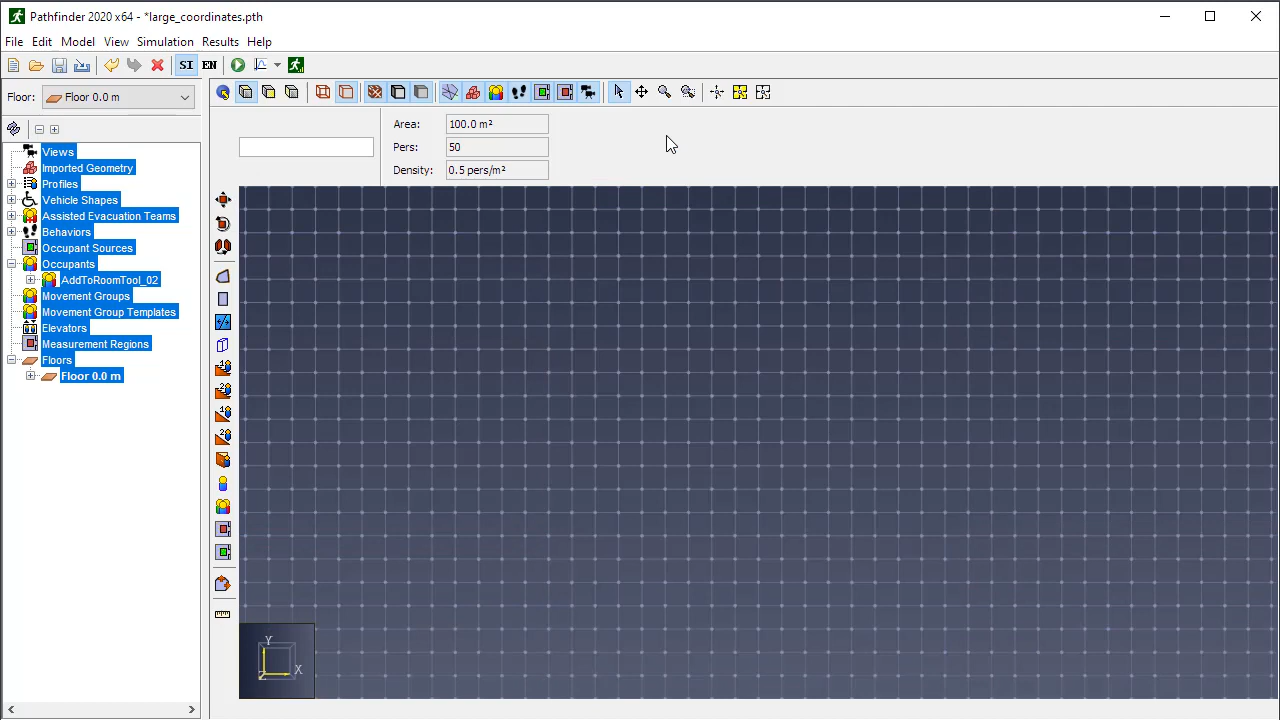 Pathfinder 2020 x64 - *large_coordinates.pth
File Edit Model View Simulation Results Help
SI EN
Floor: Floor 0.0 m
Area: 100.0 m²
Pers: 50
Density: 0.5 pers/m²
Views
Imported Geometry
Profiles
Vehicle Shapes
Assisted Evacuation Teams
Behaviors
Occupant Sources
Occupants
AddToRoomTool_02
Movement Groups
Movement Group Templates
Elevators
Measurement Regions
Floors
Floor 0.0 m
Y
X
Z